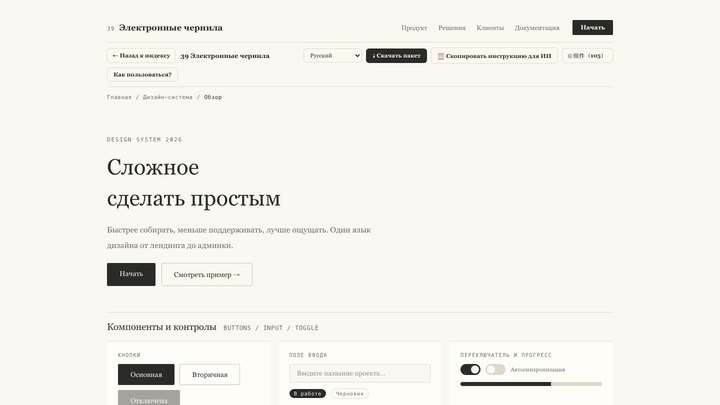 39 Электронные чернила
Продукт Решения Клиенты Документация Начать
← Назад к индексу 39 Электронные чернила Русский ↓ Скачать пакет 📋 Скопировать инструкцию для ИИ 组件 (105)
Как пользоваться?
Главная / Дизайн-система / Обзор
DESIGN SYSTEM 2026
Сложное
сделать простым
Быстрее собирать, меньше поддерживать, лучше ощущать. Один язык
дизайна от лендинга до админки.
Начать Смотреть пример →
Компоненты и контролы BUTTONS / INPUT / TOGGLE
КНОПКИ
Основная Вторичная
Отключена
ПОЛЕ ВВОДА
Введите название проекта...
В работе Черновик
ПЕРЕКЛЮЧАТЕЛЬ И ПРОГРЕСС
Автосинхронизация